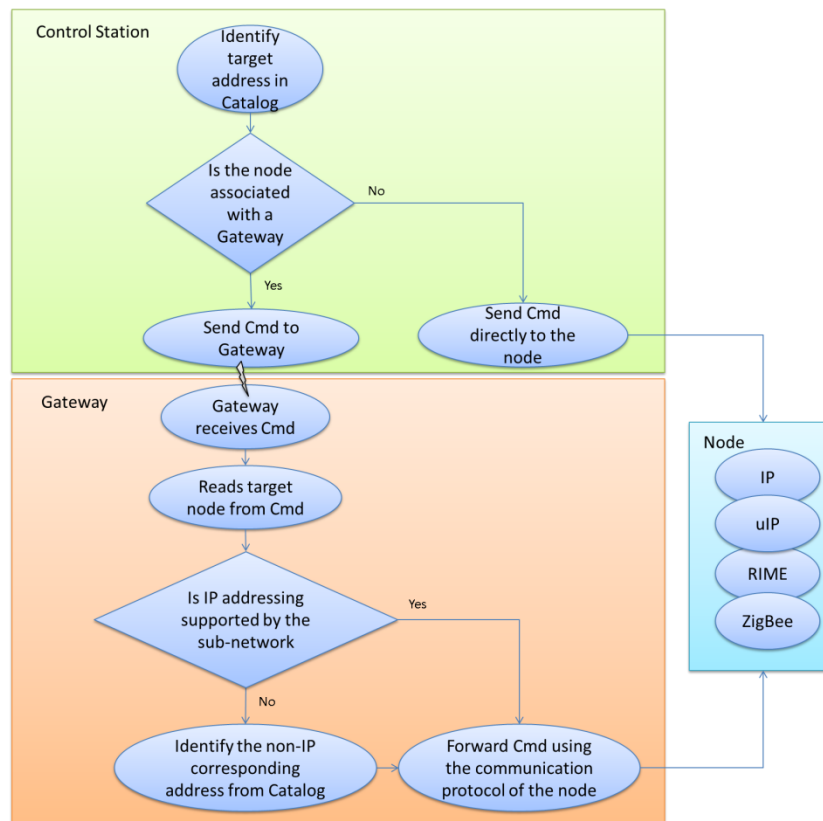 Control Station
Identify
target
address in
Catalog
Is the node
associated
with a
Gateway
No
Yes
Send Cmd to
Gateway
Send Cmd
directly to the
node
Gateway
Gateway
receives Cmd
Reads target
node from Cmd
Is IP addressing
supported by the
sub-network
Yes
No
Identify the non-IP
corresponding
address from Catalog
Forward Cmd using
the communication
protocol of the node
Node
IP
uIP
RIME
ZigBee